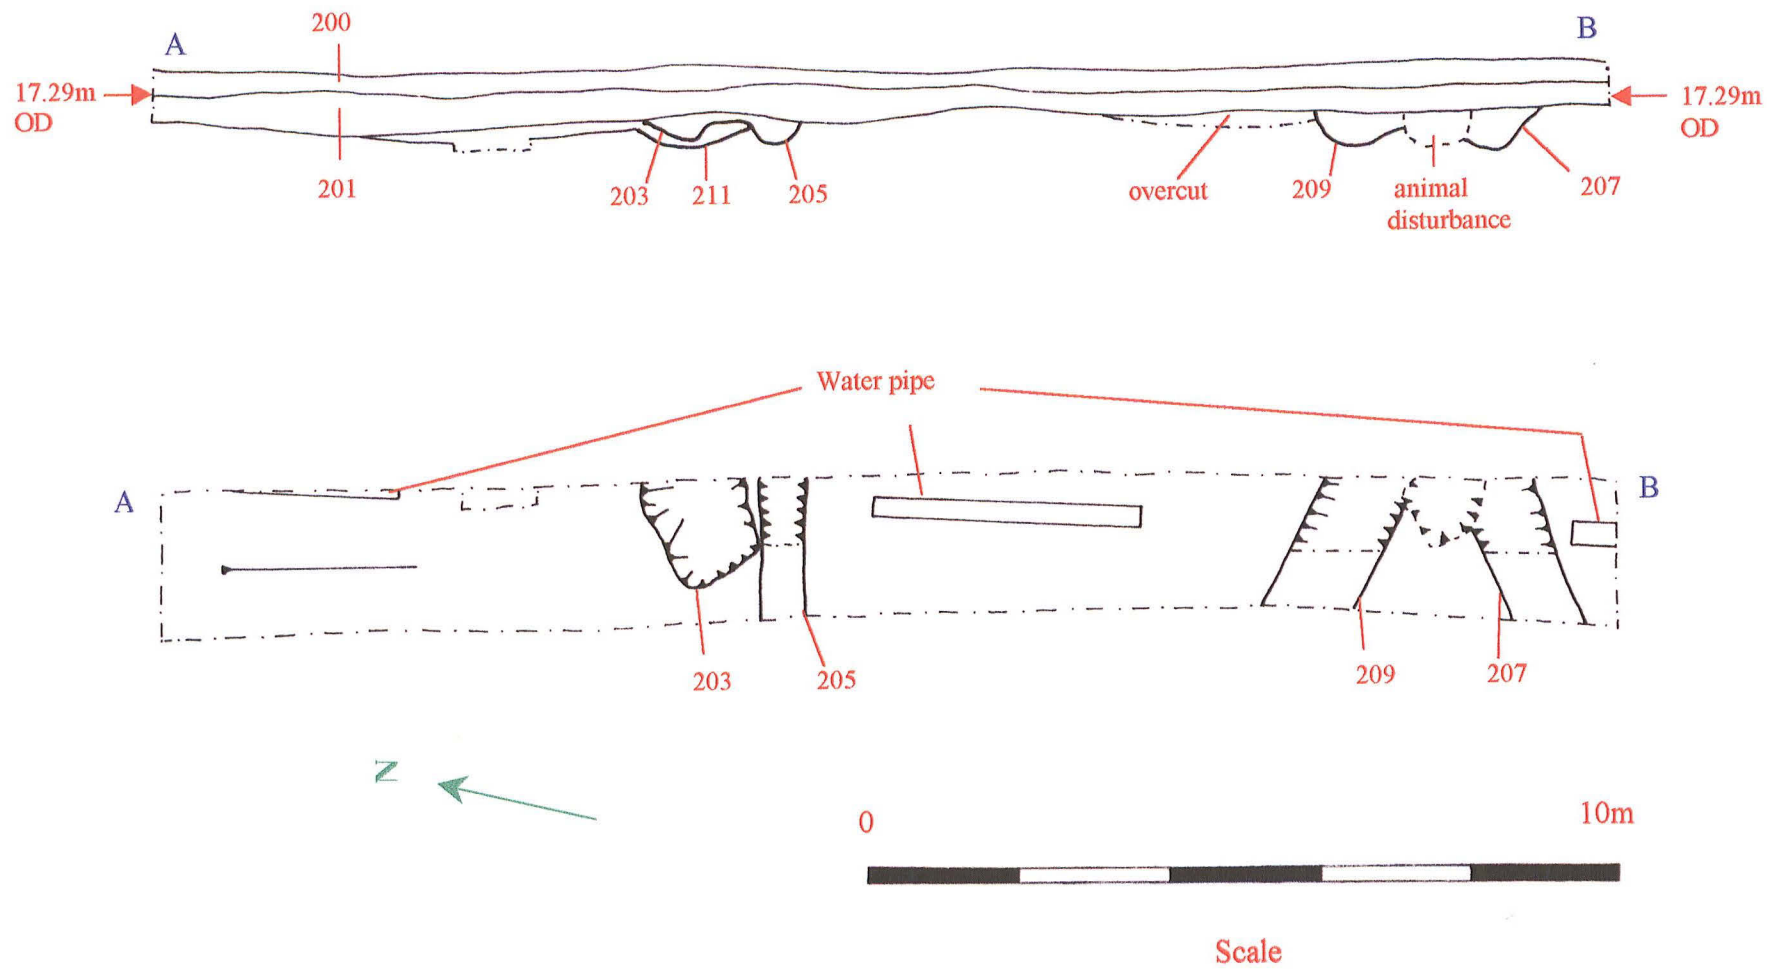 200
A
B
17.29m
OD
17.29m
OD
201
203
211
205
overcut
209
animal
disturbance
207
Water pipe
A
B
203
205
209
207
N
0
10m
Scale